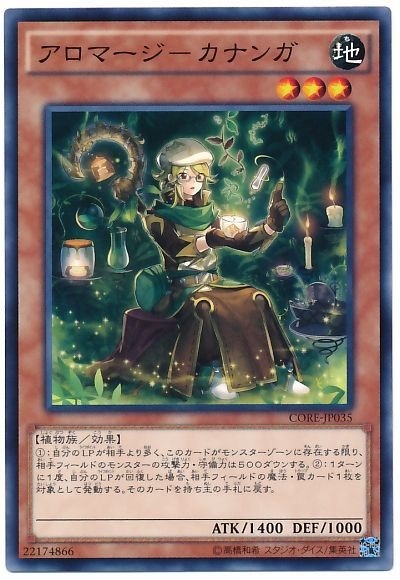 アロマージ－カナンガ
地
CORE-JP035
【植物族／効果】
①：自分のLPが相手より多く、このカードがモンスターゾーンに存在する限り、
相手フィールドのモンスターの攻撃力・守備力は５００ダウンする。②：１ターン
に１度、自分のLPが回復した場合、相手フィールドの魔法・罠カード１枚を
対象として発動する。そのカードを持ち主の手札に戻す。
ATK/1400 DEF/1000
22174866
©高橋和希 スタジオ・ダイス/集英社